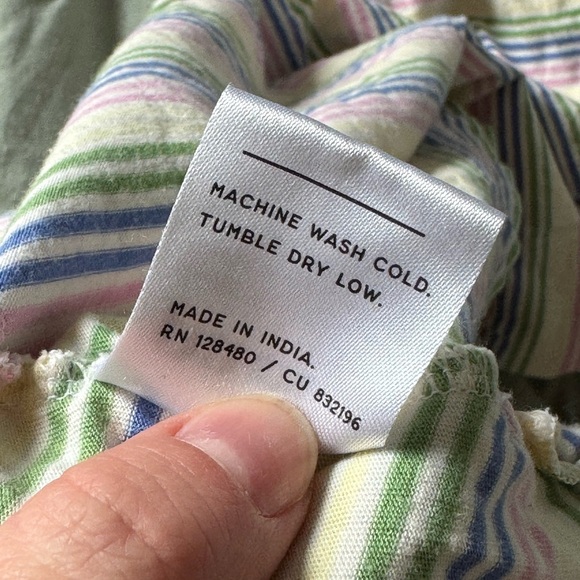 MACHINE WASH COLD.
TUMBLE DRY LOW.
MADE IN INDIA.
RN 128480 / CU 832196